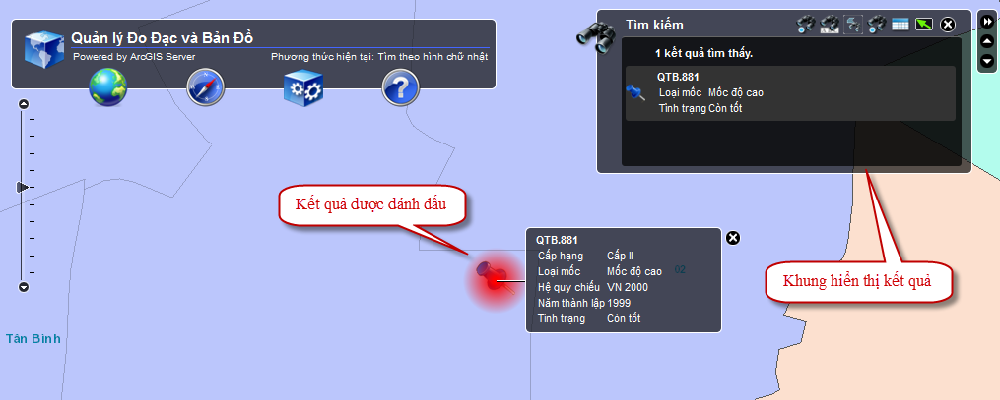 Quản lý Đo Đạc và Bản Đồ
Powered by ArcGIS Server
Phương thức hiện tại: Tìm theo hình chữ nhật
Tìm kiếm
1 kết quả tìm thấy.
QTB.881
Loại mốc Mốc độ cao
Tình trạng Còn tốt
Kết quả được đánh dấu
QTB.881
Cấp hạng Cấp II
Loại mốc Mốc độ cao
02
Hệ quy chiếu VN 2000
Năm thành lập 1999
Tình trạng Còn tốt
Khung hiển thị kết quả
Tân Bình